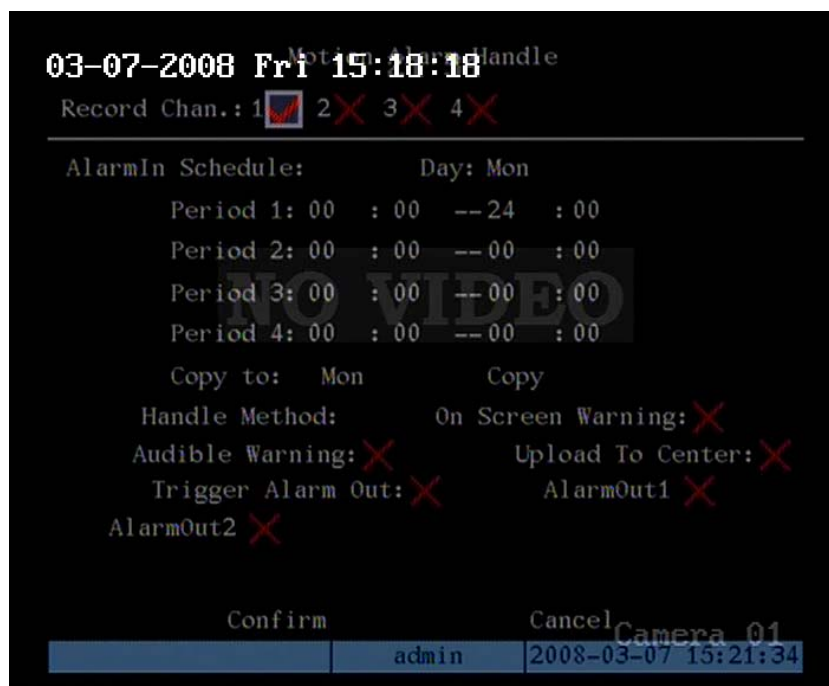 Motion Alarm Handle
03-07-2008 Fri 15:18:18
Record Chan.: 1 2 3 4
AlarmIn Schedule: Day: Mon
Period 1: 00 : 00 --24 : 00
Period 2: 00 : 00 --00 : 00
NO VIDEO
Period 3: 00 : 00 --00 : 00
Period 4: 00 : 00 --00 : 00
Copy to: Mon Copy
Handle Method: On Screen Warning:
Audible Warning: Upload To Center:
Trigger Alarm Out: AlarmOut1
AlarmOut2
Confirm Cancel
Camera 01
admin 2008-03-07 15:21:34